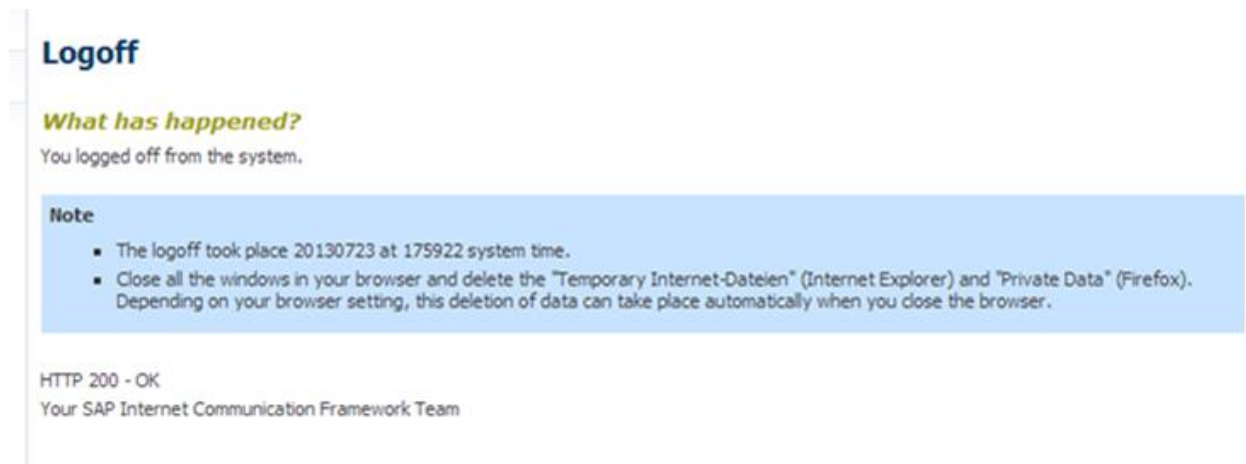 Logoff
What has happened?
You logged off from the system.
Note
▪ The logoff took place 20130723 at 175922 system time.
▪ Close all the windows in your browser and delete the "Temporary Internet-Dateien" (Internet Explorer) and "Private Data" (Firefox).
Depending on your browser setting, this deletion of data can take place automatically when you close the browser.
HTTP 200 - OK
Your SAP Internet Communication Framework Team